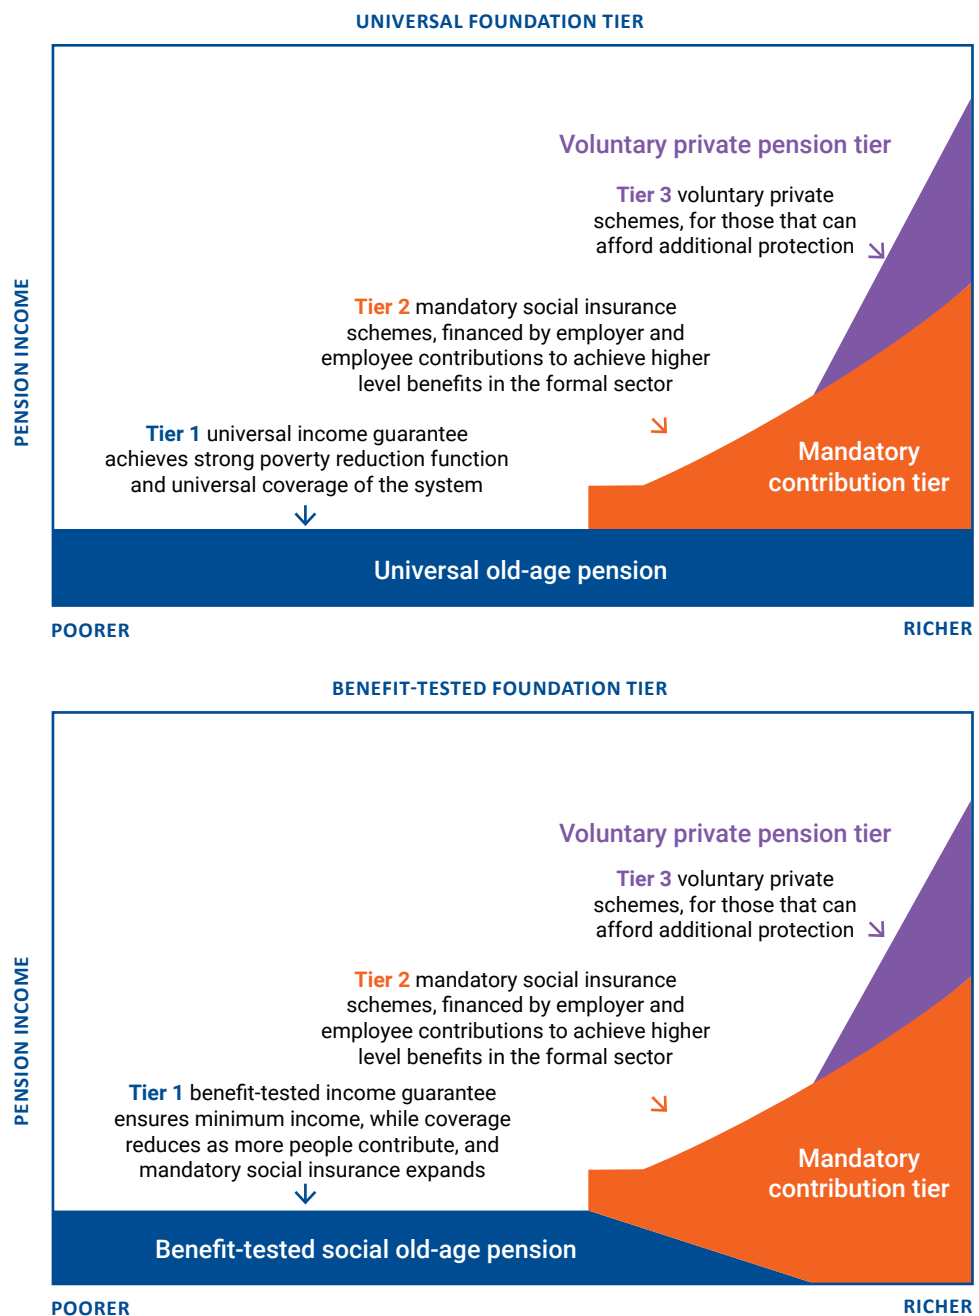 UNIVERSAL FOUNDATION TIER
PENSION INCOME
Voluntary private pension tier
Tier 3 voluntary private
schemes, for those that can
afford additional protection
Tier 2 mandatory social insurance
schemes, financed by employer and
employee contributions to achieve higher
level benefits in the formal sector
Tier 1 universal income guarantee
achieves strong poverty reduction function
and universal coverage of the system
Mandatory
contribution tier
Universal old-age pension
POORER
RICHER
BENEFIT-TESTED FOUNDATION TIER
PENSION INCOME
Voluntary private pension tier
Tier 3 voluntary private
schemes, for those that can
afford additional protection
Tier 2 mandatory social insurance
schemes, financed by employer and
employee contributions to achieve higher
level benefits in the formal sector
Tier 1 benefit-tested income guarantee
ensures minimum income, while coverage
reduces as more people contribute, and
mandatory social insurance expands
Mandatory
contribution tier
Benefit-tested social old-age pension
POORER
RICHER